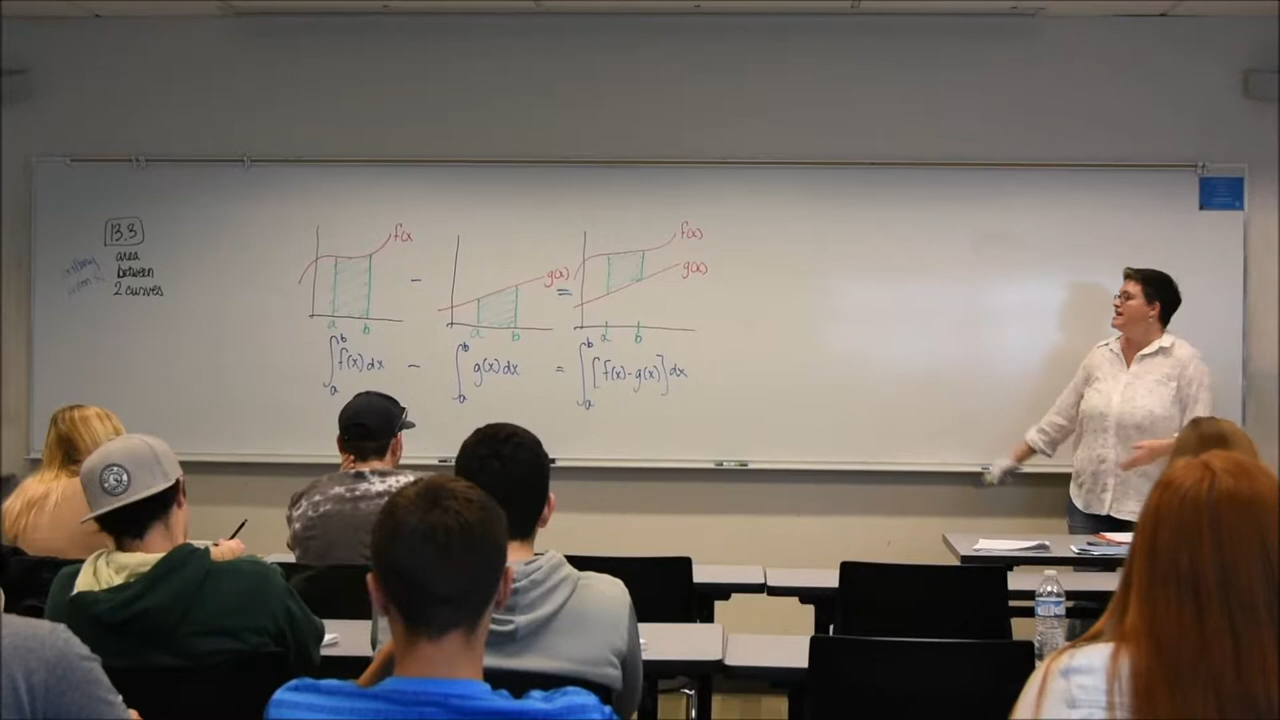 13.3
area
between
2 curves
f(x
a b
−
g(x)
a b
=
f(x)
g(x)
a b
∫ₐᵇ f(x) dx − ∫ₐᵇ g(x) dx = ∫ₐᵇ [f(x) - g(x)] dx